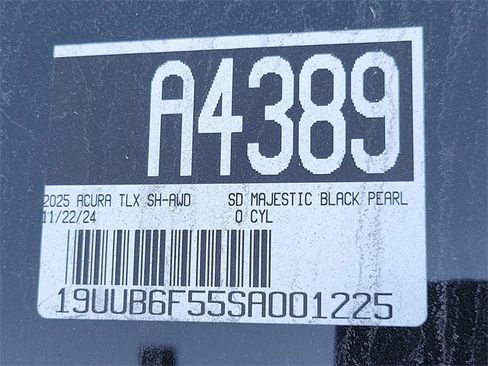 A4389
2025 ACURA TLX SH-AWD SD MAJESTIC BLACK PEARL
11/22/24 0 CYL
19UUB6F55SA001225